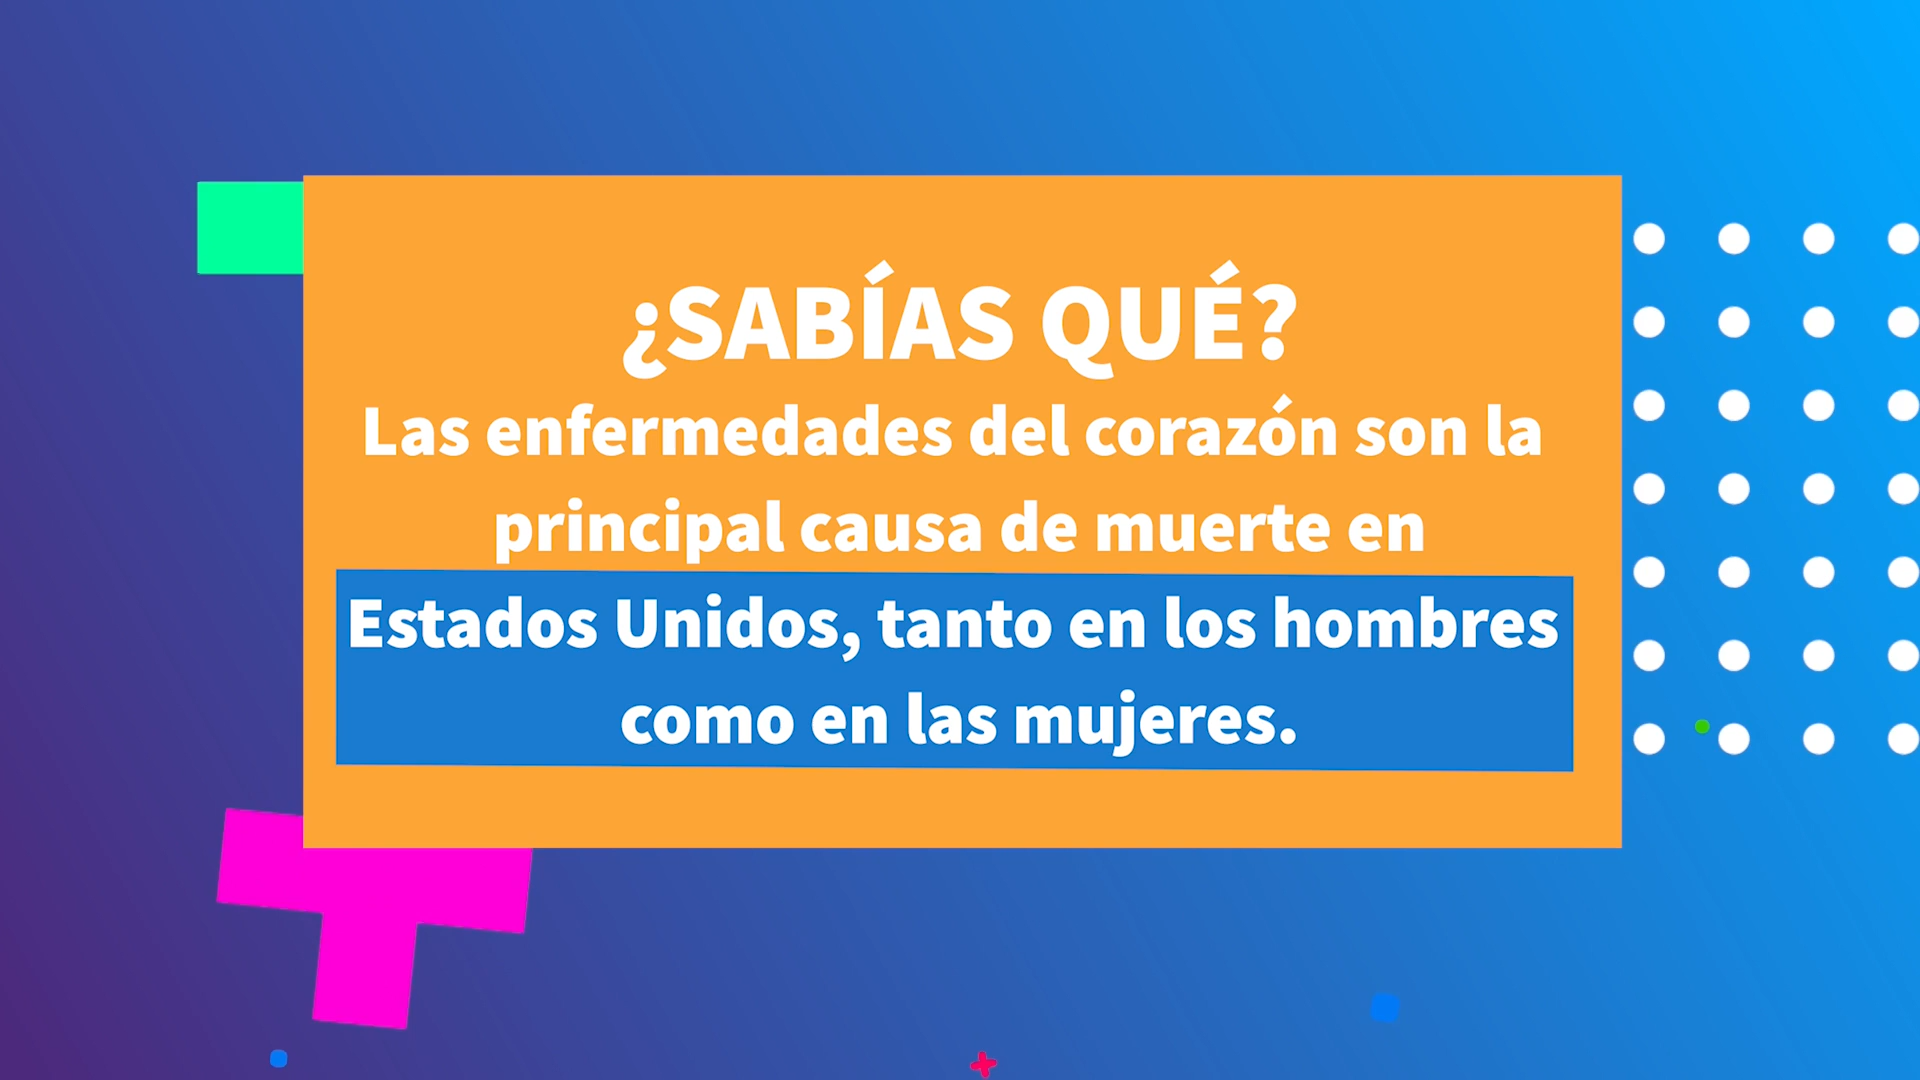 ¿SABÍAS QUÉ?
Las enfermedades del corazón son la
principal causa de muerte en
Estados Unidos, tanto en los hombres
como en las mujeres.